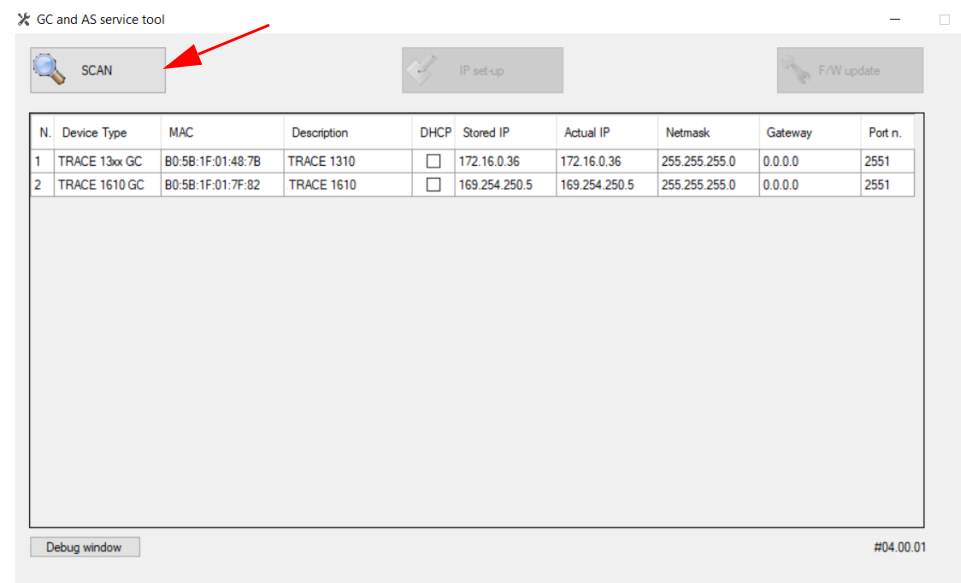 GC and AS service tool
SCAN IP set-up F/W update
N. Device Type MAC Description DHCP Stored IP Actual IP Netmask Gateway Port n.
1 TRACE 13xx GC B0:5B:1F:01:48:7B TRACE 1310 172.16.0.36 172.16.0.36 255.255.255.0 0.0.0.0 2551
2 TRACE 1610 GC B0:5B:1F:01:7F:82 TRACE 1610 169.254.250.5 169.254.250.5 255.255.255.0 0.0.0.0 2551
Debug window #04.00.01